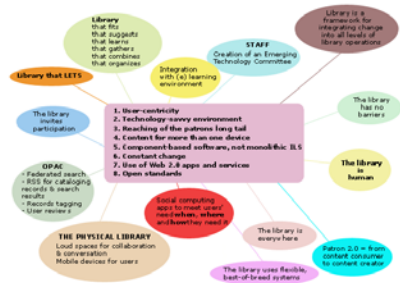 Library
that fits
that suggests
that learns
that gathers
that combines
that organizes
STAFF
Creation of an Emerging
Technology Committee
Library is a
framework for
integrating change
into all levels of
library operations
Library that LETS
Integration
with (e) learning
environment
The library
has no
barriers
The library
invites
participation
1. User-centricity
2. Technology-savvy environment
3. Reaching of the patrons long tail
4. Content for more than one device
5. Component-based software, not monolithic ILS
6. Constant change
7. Use of Web 2.0 apps and services
8. Open standards
The library
is human
OPAC
- Federated search
- RSS for cataloging
records & search
results
- Records tagging
- User reviews
Social computing
apps to meet users'
need when, where
and how they need it
THE PHYSICAL LIBRARY
Loud spaces for collaboration
& conversation
Mobile devices for users
The library is
everywhere
Patron 2.0 = from
content consumer
to content creator
The library uses flexible,
best-of-breed systems